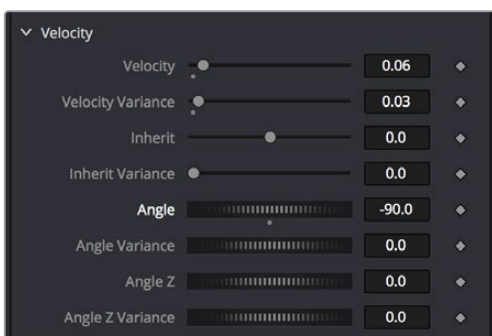 Velocity
Velocity 0.06
Velocity Variance 0.03
Inherit 0.0
Inherit Variance 0.0
Angle -90.0
Angle Variance 0.0
Angle Z 0.0
Angle Z Variance 0.0